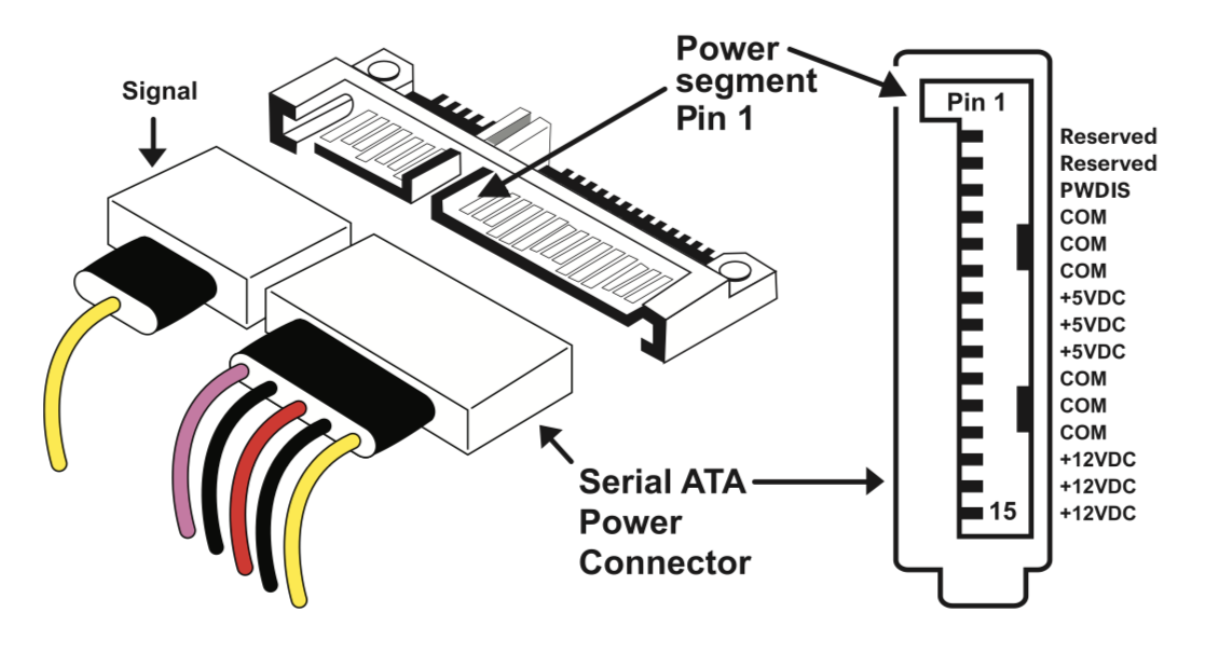 Signal
Power
segment
Pin 1
Serial ATA
Power
Connector
Pin 1
Reserved
Reserved
PWDIS
COM
COM
COM
+5VDC
+5VDC
+5VDC
COM
COM
COM
+12VDC
+12VDC
15 +12VDC